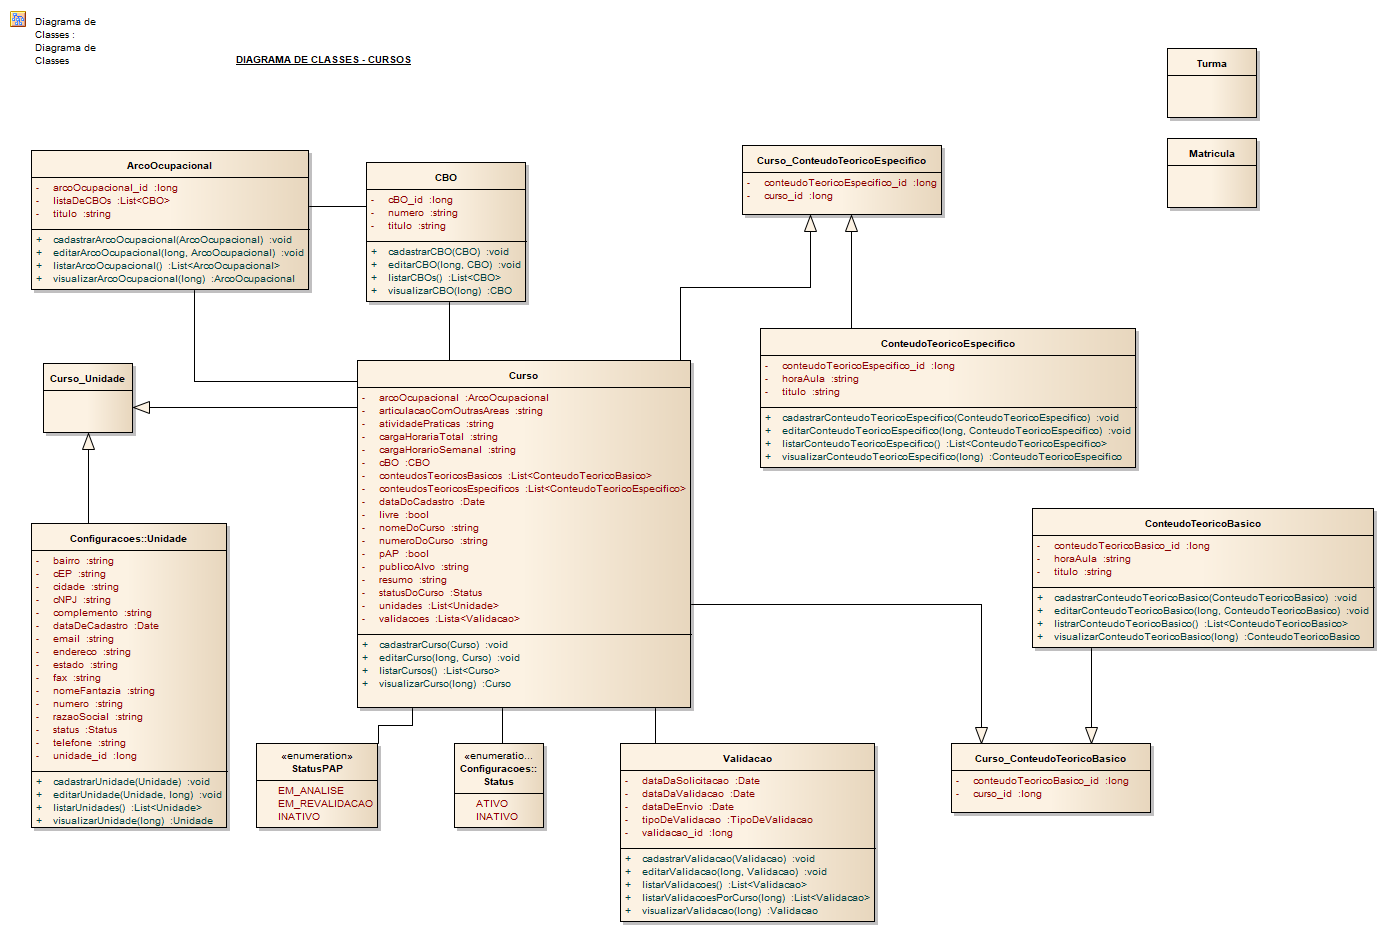 Diagrama de
Classes :
Diagrama de
Classes
DIAGRAMA DE CLASSES - CURSOS
Turma
Matricula
ArcoOcupacional
- arcoOcupacional_id :long
- listaDeCBOs :List<CBO>
- titulo :string
+ cadastrarArcoOcupacional(ArcoOcupacional) :void
+ editarArcoOcupacional(long, ArcoOcupacional) :void
+ listarArcoOcupacional() :List<ArcoOcupacional>
+ visualizarArcoOcupacional(long) :ArcoOcupacional
CBO
- cBO_id :long
- numero :string
- titulo :string
+ cadastrarCBO(CBO) :void
+ editarCBO(long, CBO) :void
+ listarCBOs() :List<CBO>
+ visualizarCBO(long) :CBO
Curso_ConteudoTeoricoEspecifico
- conteudoTeoricoEspecifico_id :long
- curso_id :long
ConteudoTeoricoEspecifico
- conteudoTeoricoEspecifico_id :long
- horaAula :string
- titulo :string
+ cadastrarConteudoTeoricoEspecifico(ConteudoTeoricoEspecifico) :void
+ editarConteudoTeoricoEspecifico(long, ConteudoTeoricoEspecifico) :void
+ listarConteudoTeoricoEspecifico() :List<ConteudoTeoricoEspecifico>
+ visualizarConteudoTeoricoEspecifico(long) :ConteudoTeoricoEspecifico
Curso_Unidade
Curso
- arcoOcupacional :ArcoOcupacional
- articulacaoComOutrasAreas :string
- atividadePraticas :string
- cargaHorariaTotal :string
- cargaHorarioSemanal :string
- cBO :CBO
- conteudosTeoricosBasicos :List<ConteudoTeoricoBasico>
- conteudosTeoricosEspecificos :List<ConteudoTeoricoEspecifico>
- dataDoCadastro :Date
- livre :bool
- nomeDoCurso :string
- numeroDoCurso :string
- pAP :bool
- publicoAlvo :string
- resumo :string
- statusDoCurso :Status
- unidades :List<Unidade>
- validacoes :Lista<Validacao>
+ cadastrarCurso(Curso) :void
+ editarCurso(long, Curso) :void
+ listarCursos() :List<Curso>
+ visualizarCurso(long) :Curso
Configuracoes::Unidade
- bairro :string
- cEP :string
- cidade :string
- cNPJ :string
- complemento :string
- dataDeCadastro :Date
- email :string
- endereco :string
- estado :string
- fax :string
- nomeFantazia :string
- numero :string
- razaoSocial :string
- status :Status
- telefone :string
- unidade_id :long
+ cadastrarUnidade(Unidade) :void
+ editarUnidade(Unidade, long) :void
+ listarUnidades() :List<Unidade>
+ visualizarUnidade(long) :Unidade
ConteudoTeoricoBasico
- conteudoTeoricoBasico_id :long
- horaAula :string
- titulo :string
+ cadastrarConteudoTeoricoBasico(ConteudoTeoricoBasico) :void
+ editarConteudoTeoricoBasico(long, ConteudoTeoricoBasico) :void
+ listrarConteudoTeoricoBasico() :List<ConteudoTeoricoBasico>
+ visualizarConteudoTeoricoBasico(long) :ConteudoTeoricoBasico
«enumeration»
StatusPAP
EM_ANALISE
EM_REVALIDACAO
INATIVO
«enumeratio...
Configuracoes::
Status
ATIVO
INATIVO
Validacao
- dataDaSolicitacao :Date
- dataDaValidacao :Date
- dataDeEnvio :Date
- tipoDeValidacao :TipoDeValidacao
- validacao_id :long
+ cadastrarValidacao(Validacao) :void
+ editarValidacao(long, Validacao) :void
+ listarValidacoes() :List<Validacao>
+ listarValidacoesPorCurso(long) :List<Validacao>
+ visualizarValidacao(long) :Validacao
Curso_ConteudoTeoricoBasico
- conteudoTeoricoBasico_id :long
- curso_id :long